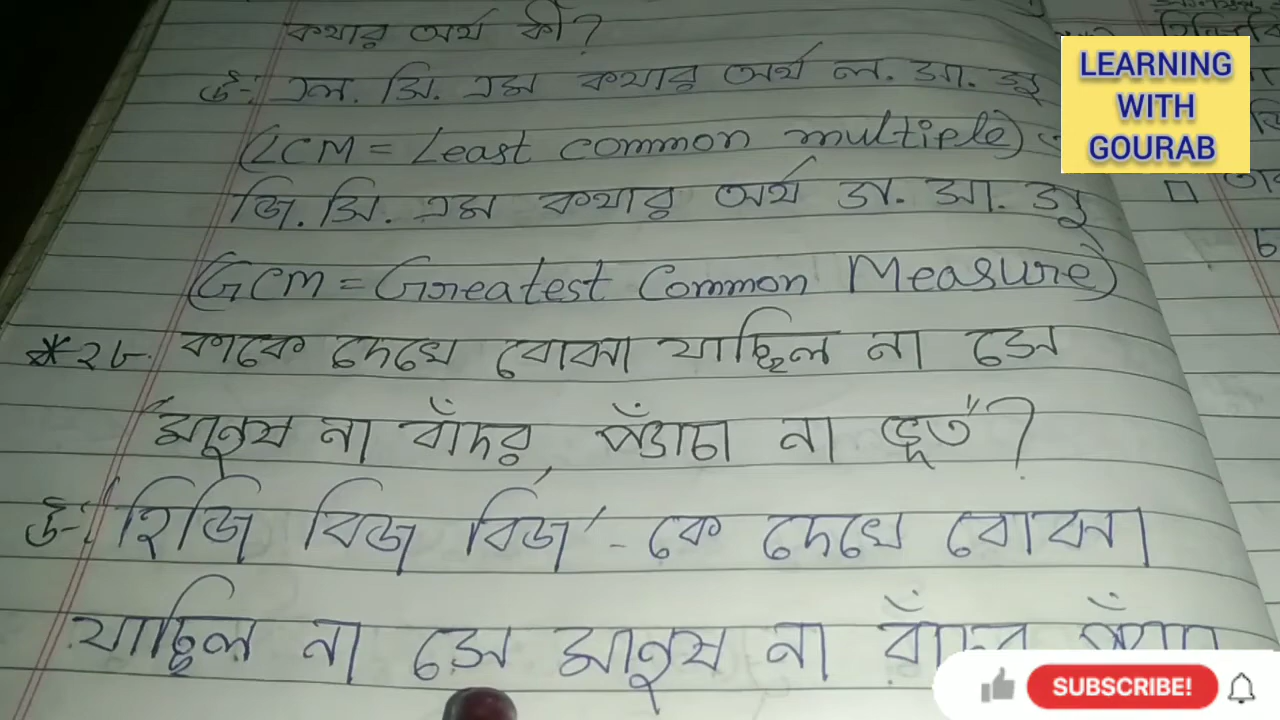 কথার অর্থ কী?
উ:- এল. সি. এম কথার অর্থ ল. সা. গু
(LCM = Least common multiple)
জি. সি. এম কথার অর্থ গ. সা. গু
(GCM = Greatest Common Measure)
*২৮. কাকে দেখে বোঝা যাচ্ছিল না সে
"মানুষ না বাঁদর, প্যাঁচা না ভূত"?
উ:- 'হিজি বিজ বিজ' - কে দেখে বোঝা
যাচ্ছিল না সে মানুষ না বাঁদর
LEARNING
WITH
GOURAB
SUBSCRIBE!